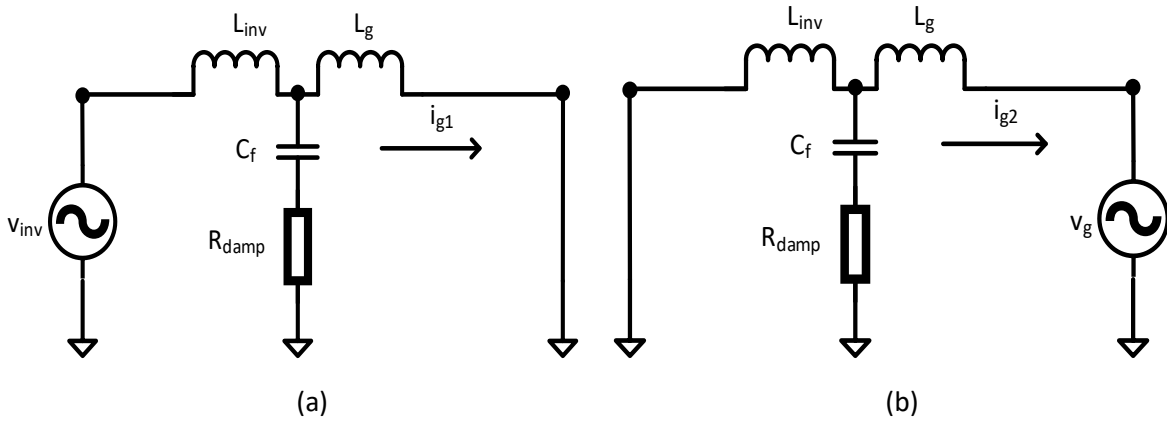 L_inv L_g
i_g1
C_f
v_inv
R_damp
(a)
L_inv L_g
i_g2
C_f
R_damp
v_g
(b)